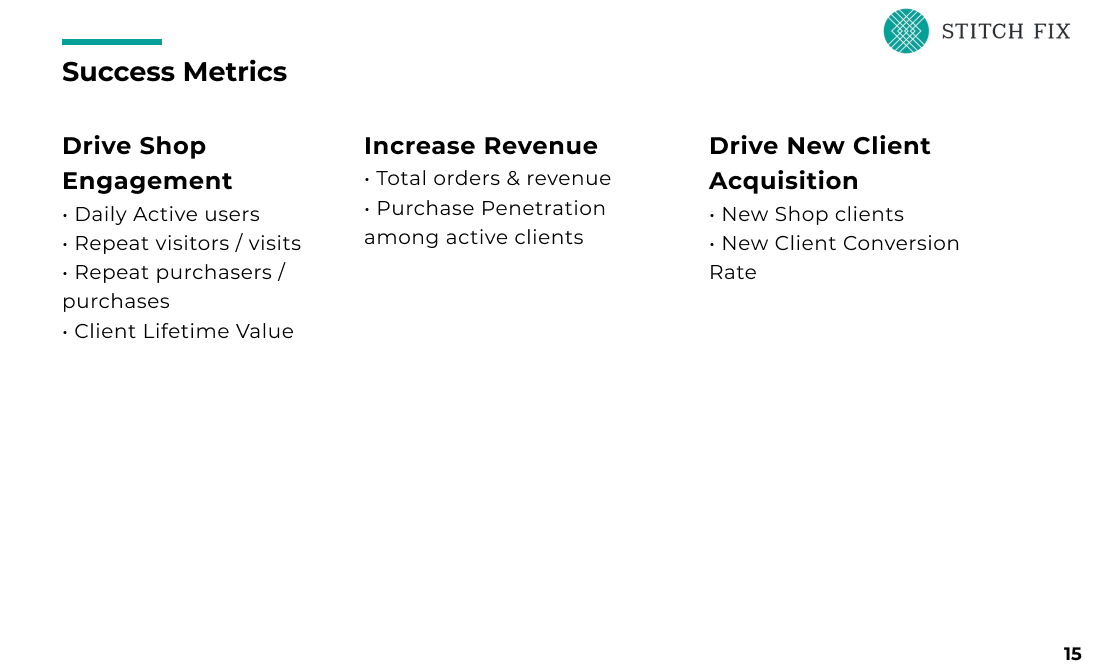 STITCH FIX
Success Metrics
Drive Shop
Engagement
• Daily Active users
• Repeat visitors / visits
• Repeat purchasers /
purchases
• Client Lifetime Value
Increase Revenue
• Total orders & revenue
• Purchase Penetration
among active clients
Drive New Client
Acquisition
• New Shop clients
• New Client Conversion
Rate
15